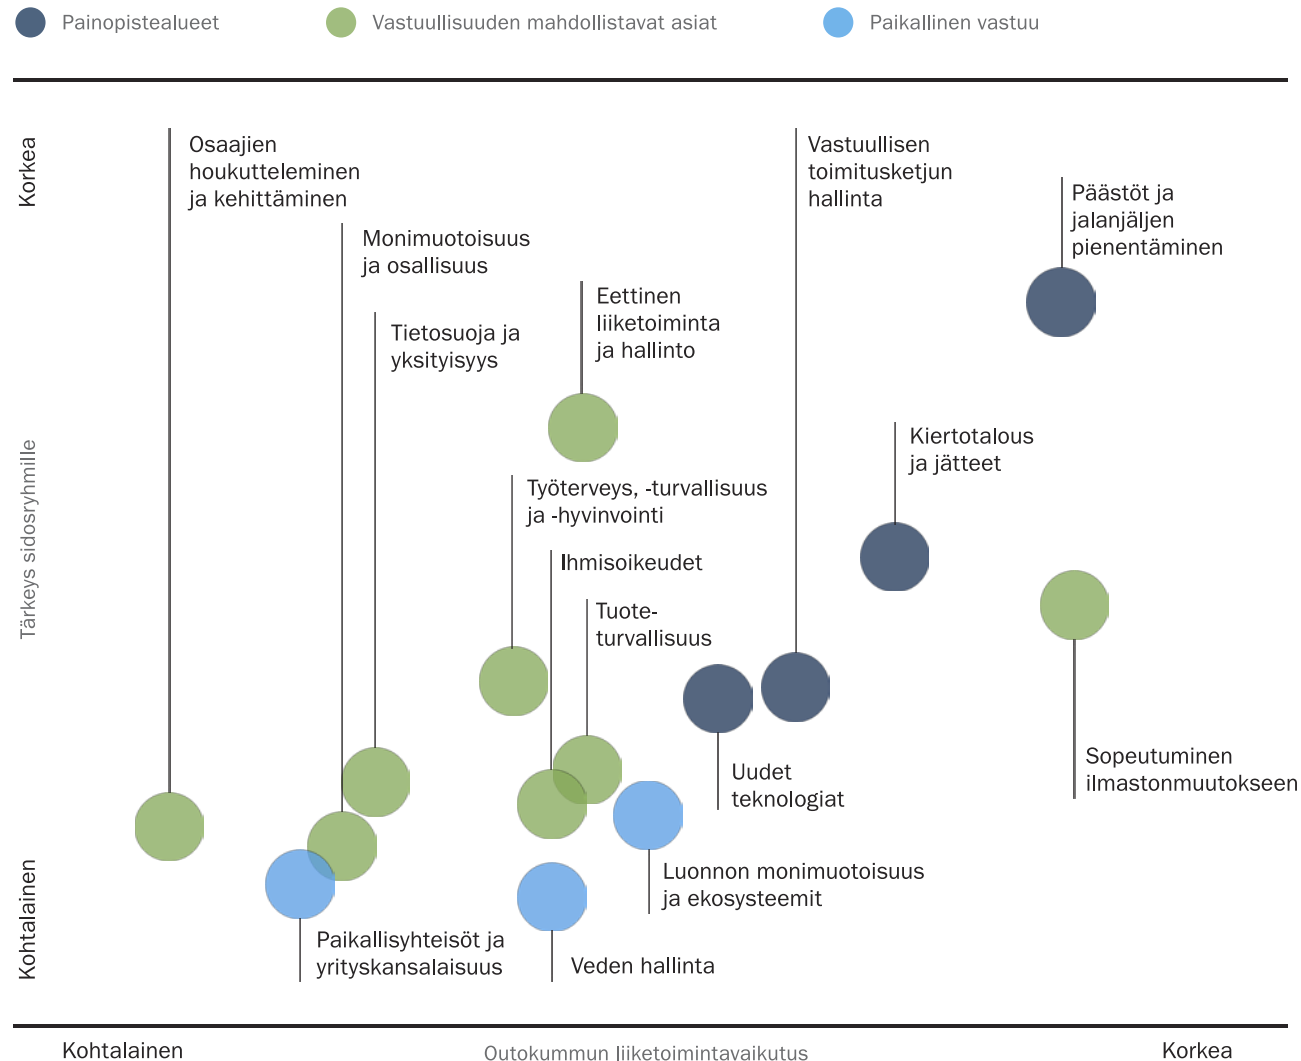 Painopistealueet
Vastuullisuuden mahdollistavat asiat
Paikallinen vastuu
Korkea
Tärkeys sidosryhmille
Kohtalainen
Osaajien
houkutteleminen
ja kehittäminen
Monimuotoisuus
ja osallisuus
Tietosuoja ja
yksityisyys
Eettinen
liiketoiminta
ja hallinto
Vastuullisen
toimitusketjun
hallinta
Päästöt ja
jalanjäljen
pienentäminen
Kiertotalous
ja jätteet
Työterveys, -turvallisuus
ja -hyvinvointi
Ihmisoikeudet
Tuote-
turvallisuus
Uudet
teknologiat
Sopeutuminen
ilmastonmuutokseen
Luonnon monimuotoisuus
ja ekosysteemit
Paikallisyhteisöt ja
yrityskansalaisuus
Veden hallinta
Kohtalainen
Outokummun liiketoimintavaikutus
Korkea